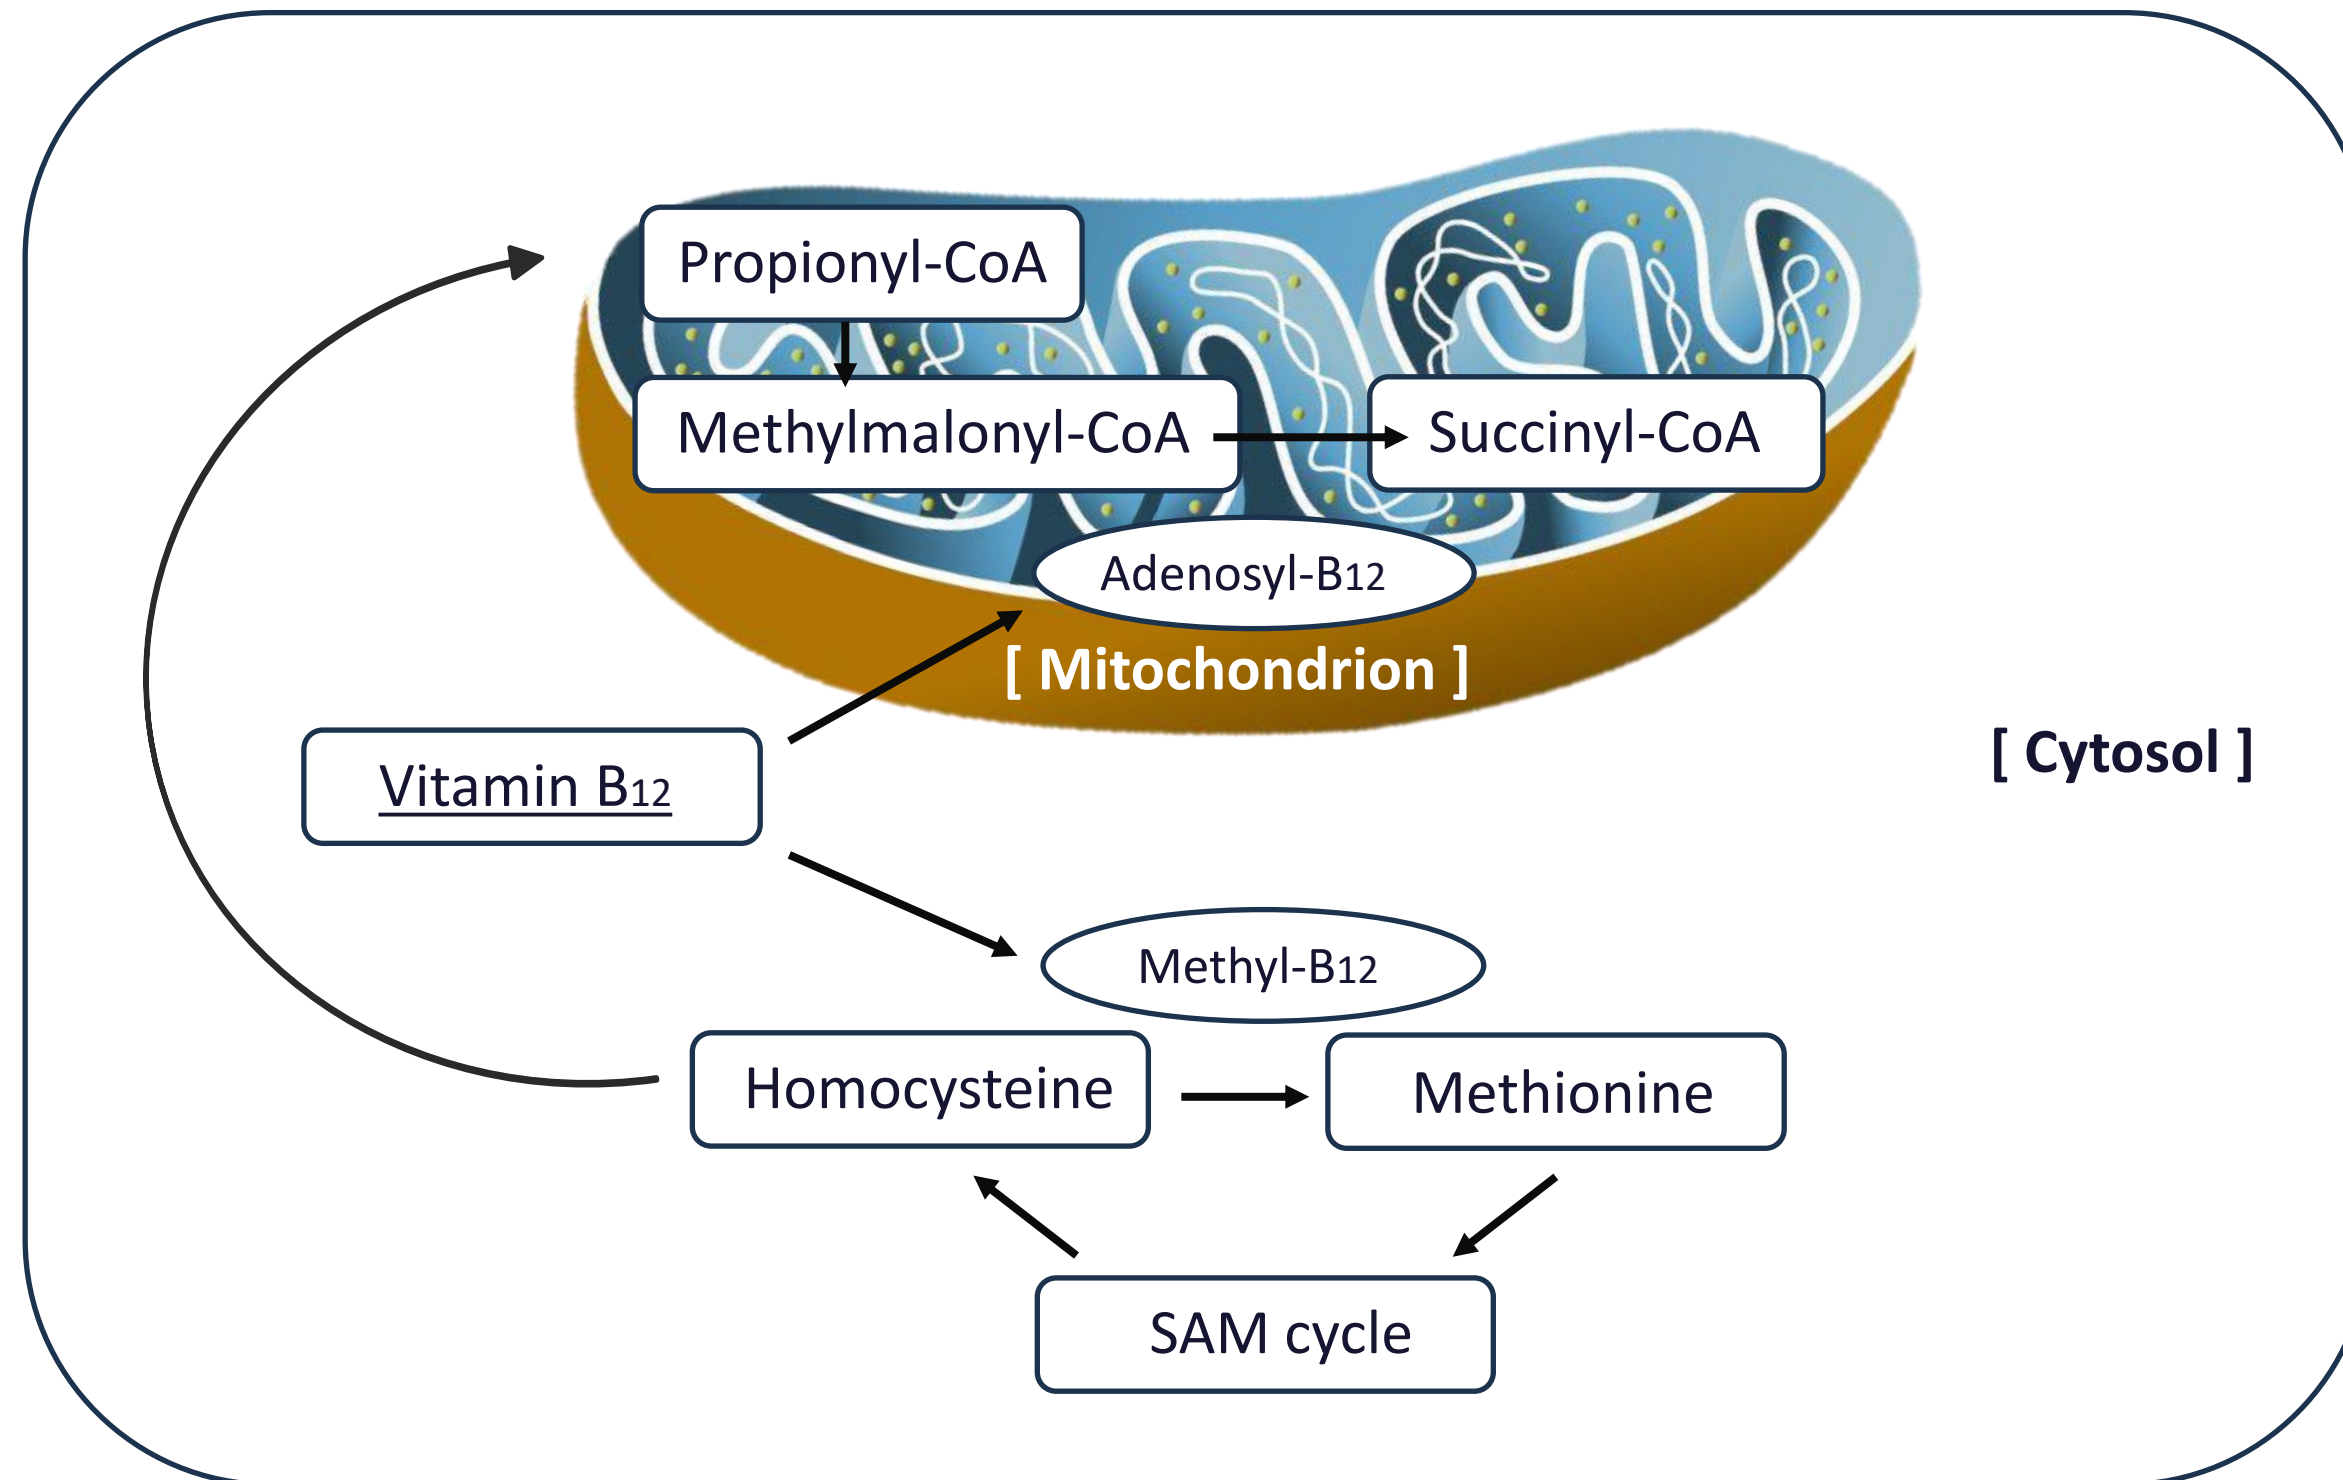 Propionyl-CoA
Methylmalonyl-CoA
Succinyl-CoA
Adenosyl-B12
[ Mitochondrion ]
Vitamin B12
[ Cytosol ]
Methyl-B12
Homocysteine
Methionine
SAM cycle